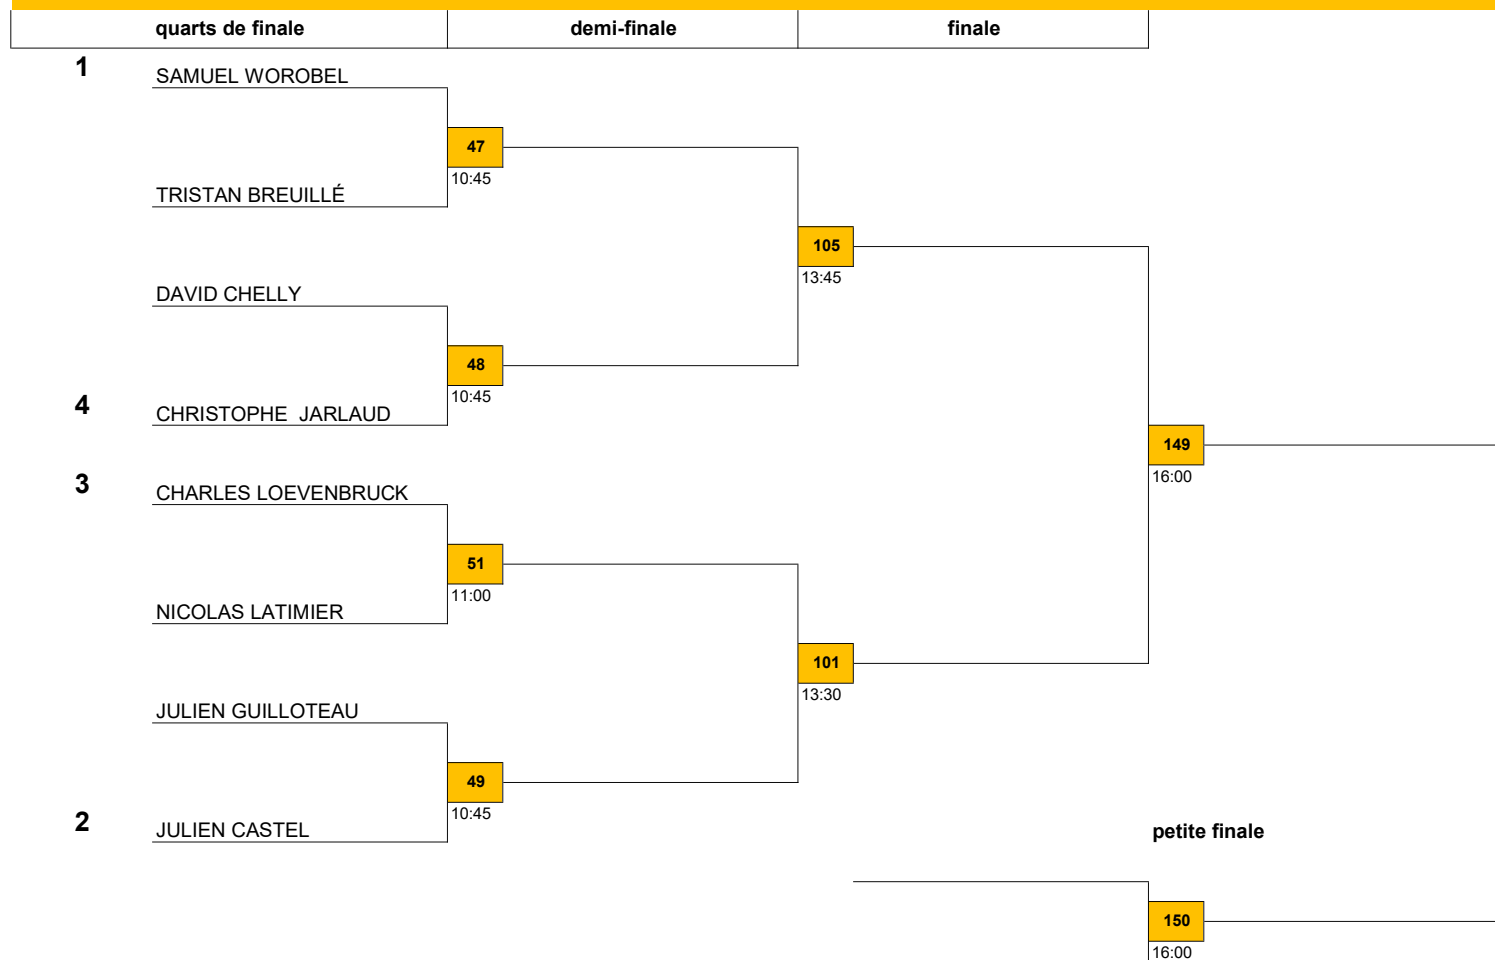 quarts de finale demi-finale finale
1 SAMUEL WOROBEL
47
10:45
TRISTAN BREUILLÉ
105
13:45
DAVID CHELLY
48
10:45
4 CHRISTOPHE JARLAUD
149
16:00
3 CHARLES LOEVENBRUCK
51
11:00
NICOLAS LATIMIER
101
13:30
JULIEN GUILLOTEAU
49
10:45
2 JULIEN CASTEL
petite finale
150
16:00